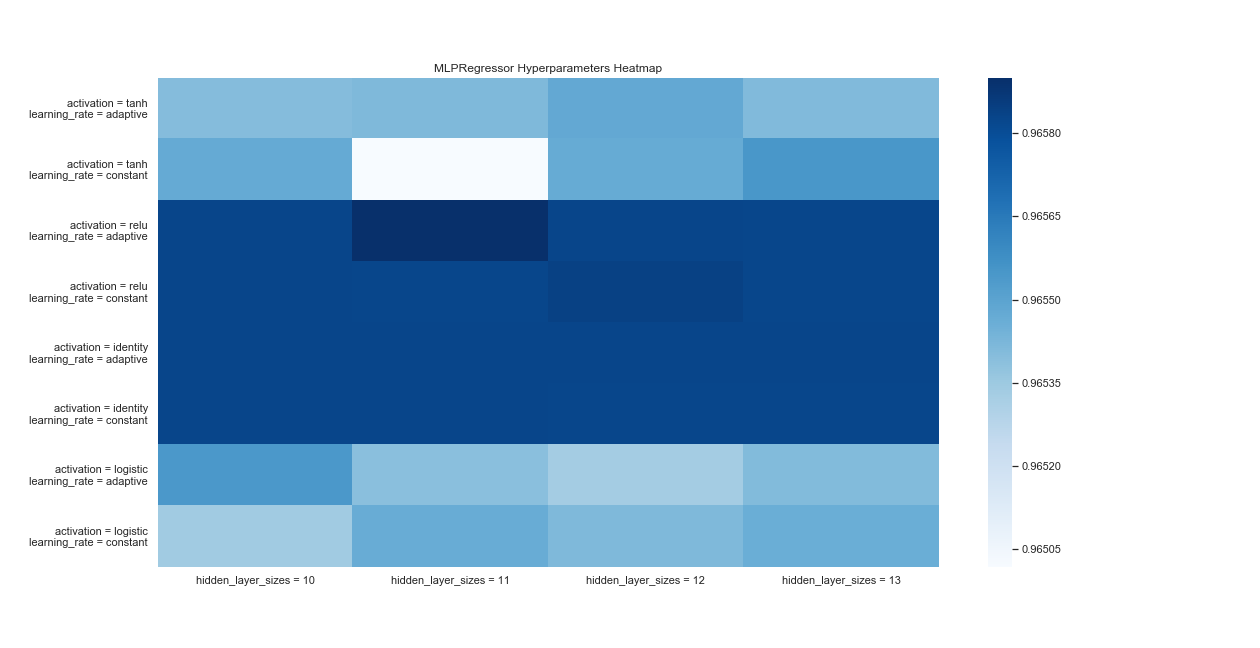 MLPRegressor Hyperparameters Heatmap
activation = tanh
learning_rate = adaptive
activation = tanh
learning_rate = constant
activation = relu
learning_rate = adaptive
activation = relu
learning_rate = constant
activation = identity
learning_rate = adaptive
activation = identity
learning_rate = constant
activation = logistic
learning_rate = adaptive
activation = logistic
learning_rate = constant
hidden_layer_sizes = 10
hidden_layer_sizes = 11
hidden_layer_sizes = 12
hidden_layer_sizes = 13
0.96580
0.96565
0.96550
0.96535
0.96520
0.96505